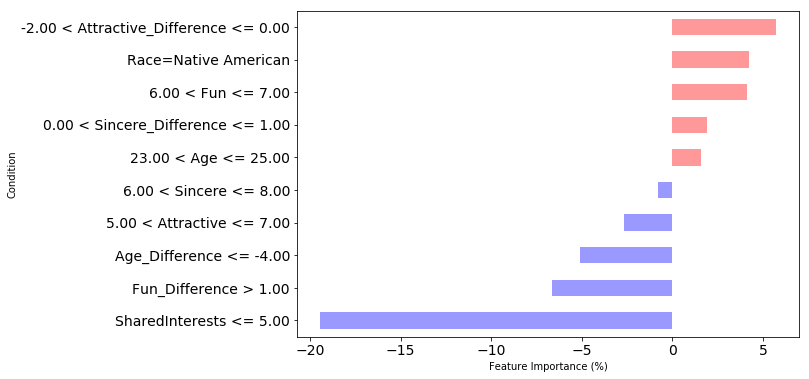 -2.00 < Attractive_Difference <= 0.00
Race=Native American
6.00 < Fun <= 7.00
0.00 < Sincere_Difference <= 1.00
23.00 < Age <= 25.00
6.00 < Sincere <= 8.00
5.00 < Attractive <= 7.00
Age_Difference <= -4.00
Fun_Difference > 1.00
SharedInterests <= 5.00
Condition
−20 −15 −10 −5 0 5
Feature Importance (%)